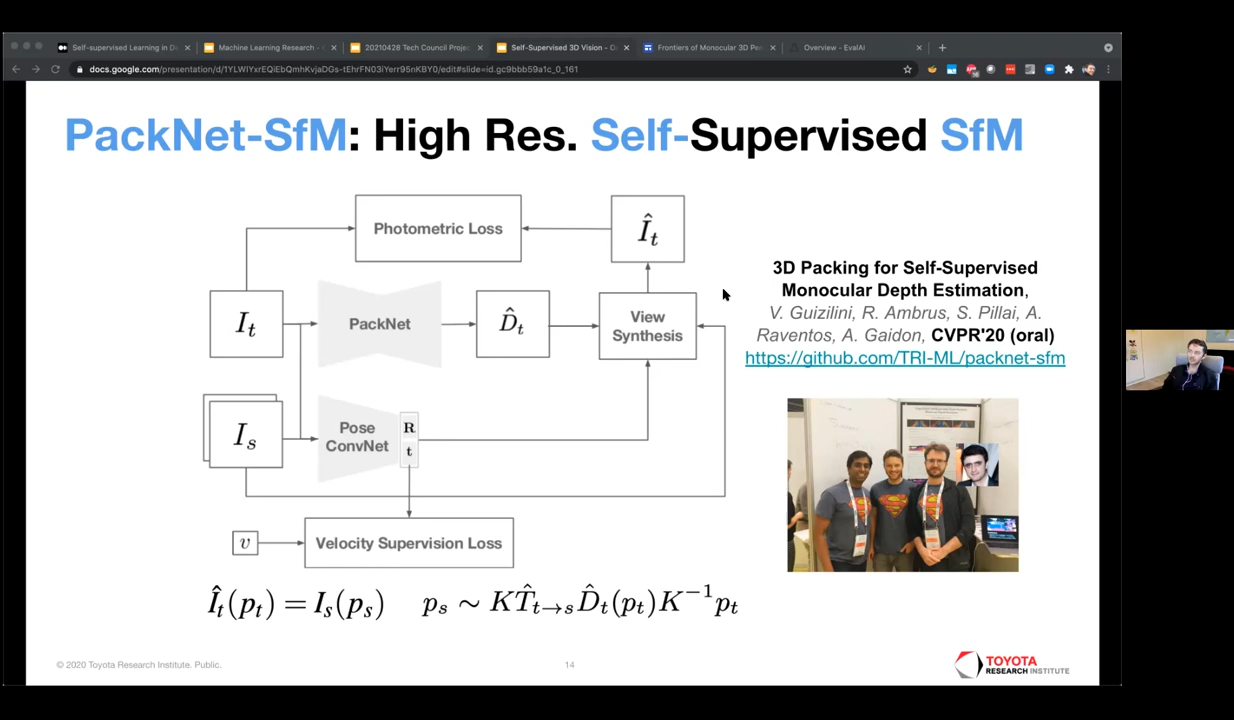 Self-supervised Learning in De
Machine Learning Research -
20210428 Tech Council Projec
Self-Supervised 3D Vision - G
Frontiers of Monocular 3D Per
Overview - EvalAI
docs.google.com/presentation/d/1YLWIYxrEQiEbQmhKvjaDGs-tEhrFN03iYerr95nKBY0/edit#slide=id.gc9bbb59a1c_0_161
PackNet-SfM: High Res. Self-Supervised SfM
Photometric Loss
Î_t
I_t
PackNet
D̂_t
View
Synthesis
I_s
Pose
ConvNet
R
t
v
Velocity Supervision Loss
Î_t(p_t) = I_s(p_s) p_s ∼ KT̂_{t→s}D̂_t(p_t)K^{-1}p_t
3D Packing for Self-Supervised
Monocular Depth Estimation,
V. Guizilini, R. Ambrus, S. Pillai, A.
Raventos, A. Gaidon, CVPR'20 (oral)
https://github.com/TRI-ML/packnet-sfm
© 2020 Toyota Research Institute. Public.
14
TOYOTA
RESEARCH INSTITUTE